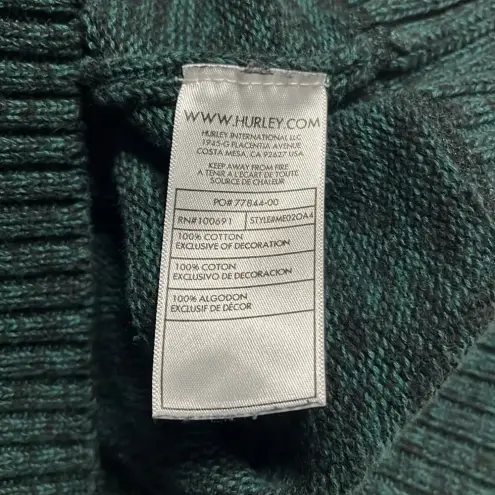 WWW.HURLEY.COM
HURLEY INTERNATIONAL LLC
1945-G PLACENTIA AVENUE
COSTA MESA, CA 92627 USA
KEEP AWAY FROM FIRE
A TENIR A L'ECART DE TOUTE
SOURCE DE CHALEUR
PO# 77844-00
RN#100691 STYLE#ME02OA4
100% COTTON
EXCLUSIVE OF DECORATION
100% COTON
EXCLUSIVO DE DECORACION
100% ALGODON
EXCLUSIF DE DÉCOR